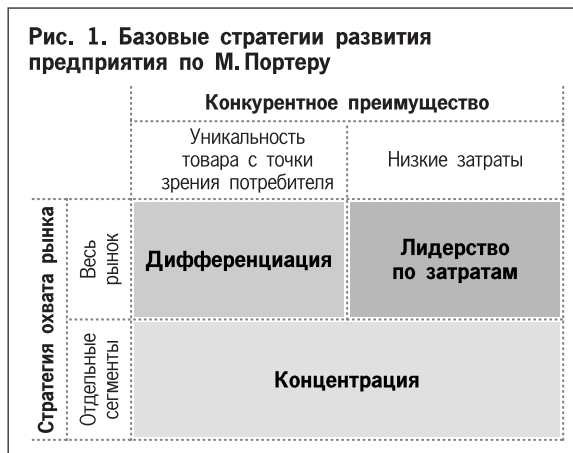 Рис. 1. Базовые стратегии развития
предприятия по М. Портеру
Конкурентное преимущество
Уникальность
товара с точки
зрения потребителя
Низкие затраты
Стратегия охвата рынка
Весь
рынок
Дифференциация
Лидерство
по затратам
Отдельные
сегменты
Концентрация